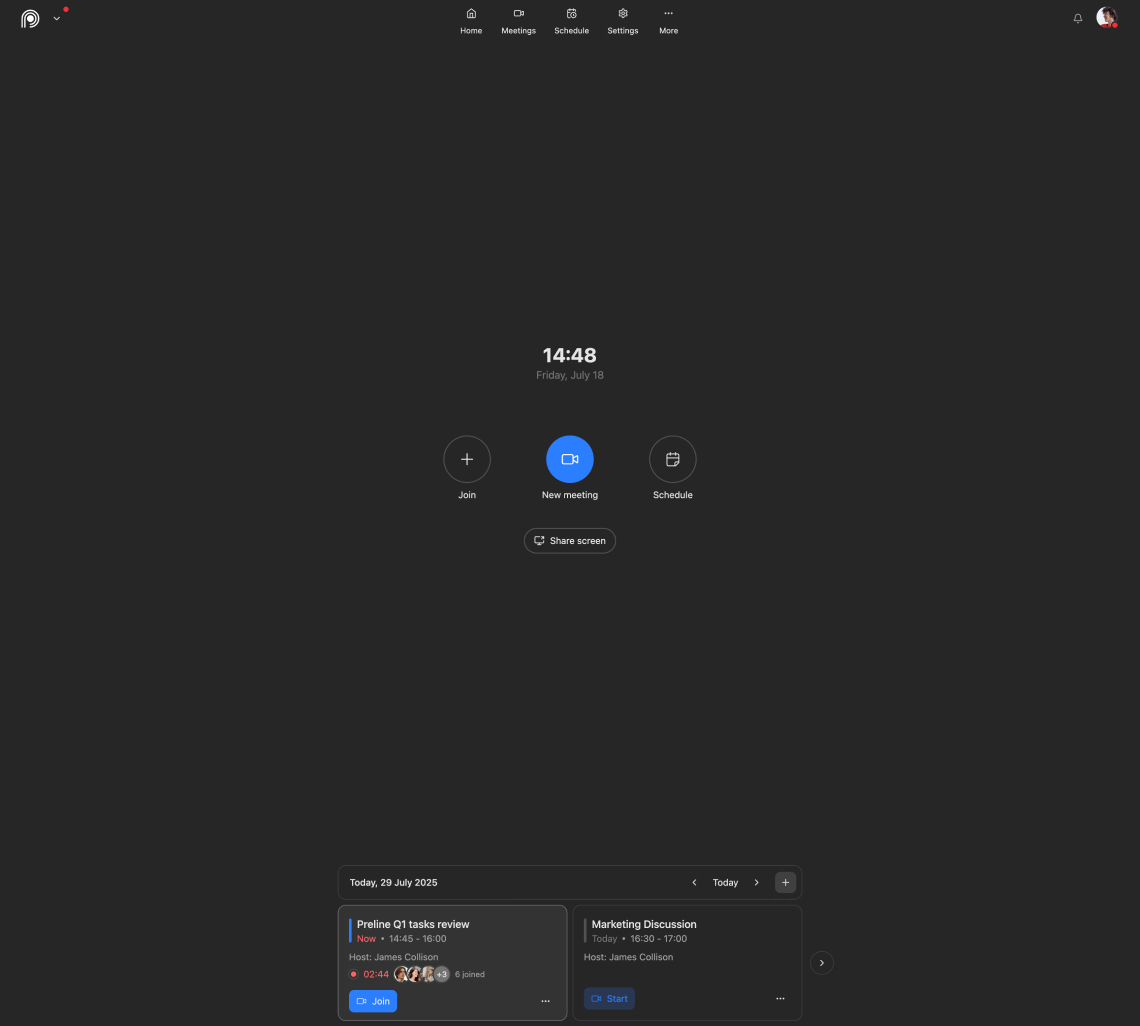 Home Meetings Schedule Settings More
14:48
Friday, July 18
Join New meeting Schedule
Share screen
Today, 29 July 2025 Today
Preline Q1 tasks review
Now • 14:45 - 16:00
Host: James Collison
02:44 +3 6 joined
Join
Marketing Discussion
Today • 16:30 - 17:00
Host: James Collison
Start